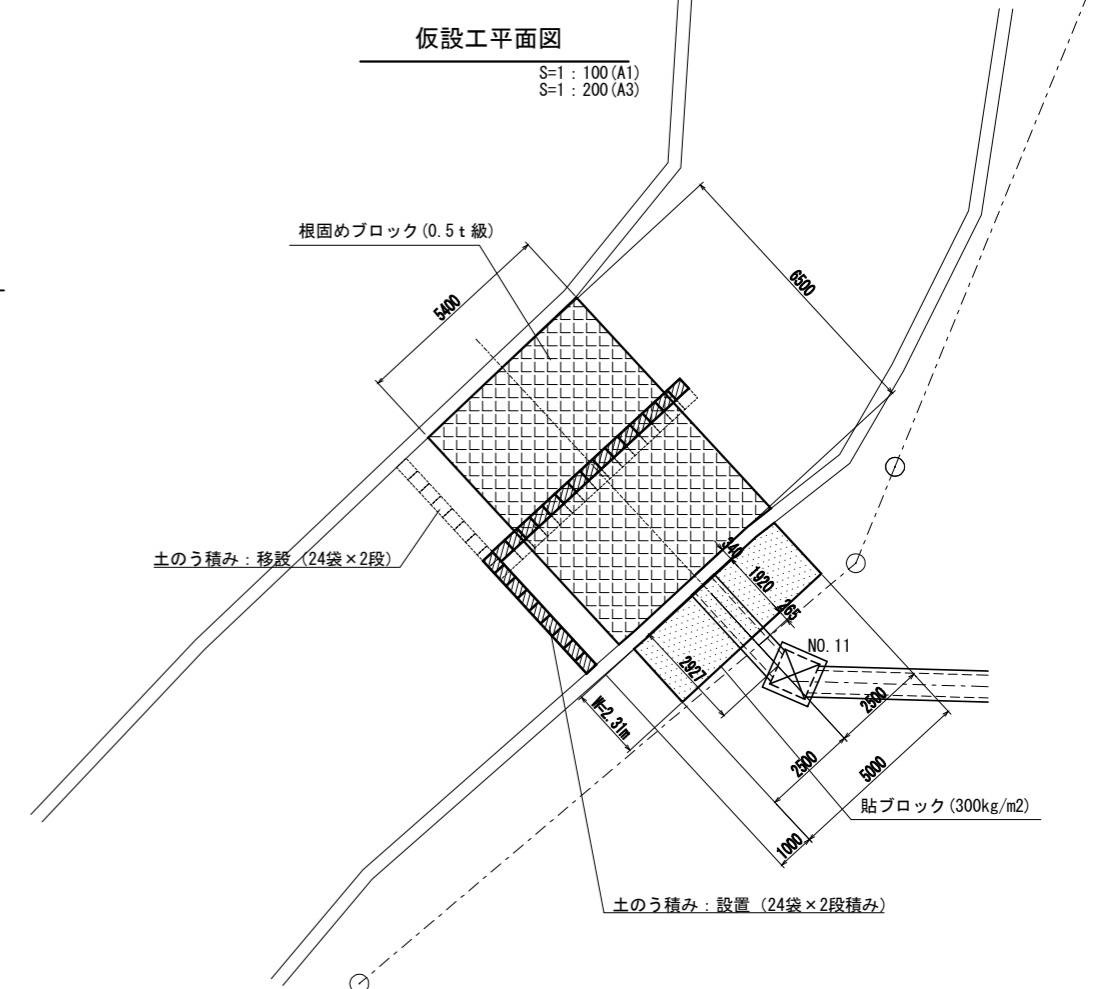 仮設工平面図
S=1：100(A1)
S=1：200(A3)
根固めブロック(0.5ｔ級)
5400
6500
土のう積み：移設 (24袋×2段)
340
1920
265
NO.11
2927
W=2.31m
2500
2500
5000
1000
貼ブロック(300kg/m2)
土のう積み：設置 (24袋×2段積み)